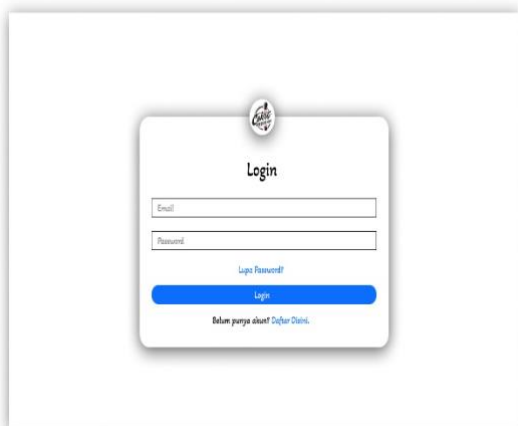 Login
Email
Password
Lupa Password?
Login
Belum punya akun? Daftar Disini.